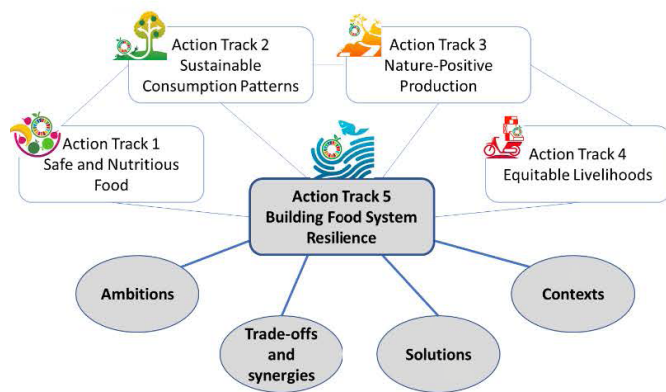 Action Track 2
Sustainable
Consumption Patterns
Action Track 3
Nature-Positive
Production
Action Track 1
Safe and Nutritious
Food
Action Track 4
Equitable Livelihoods
Action Track 5
Building Food System
Resilience
Ambitions
Trade-offs
and
synergies
Solutions
Contexts